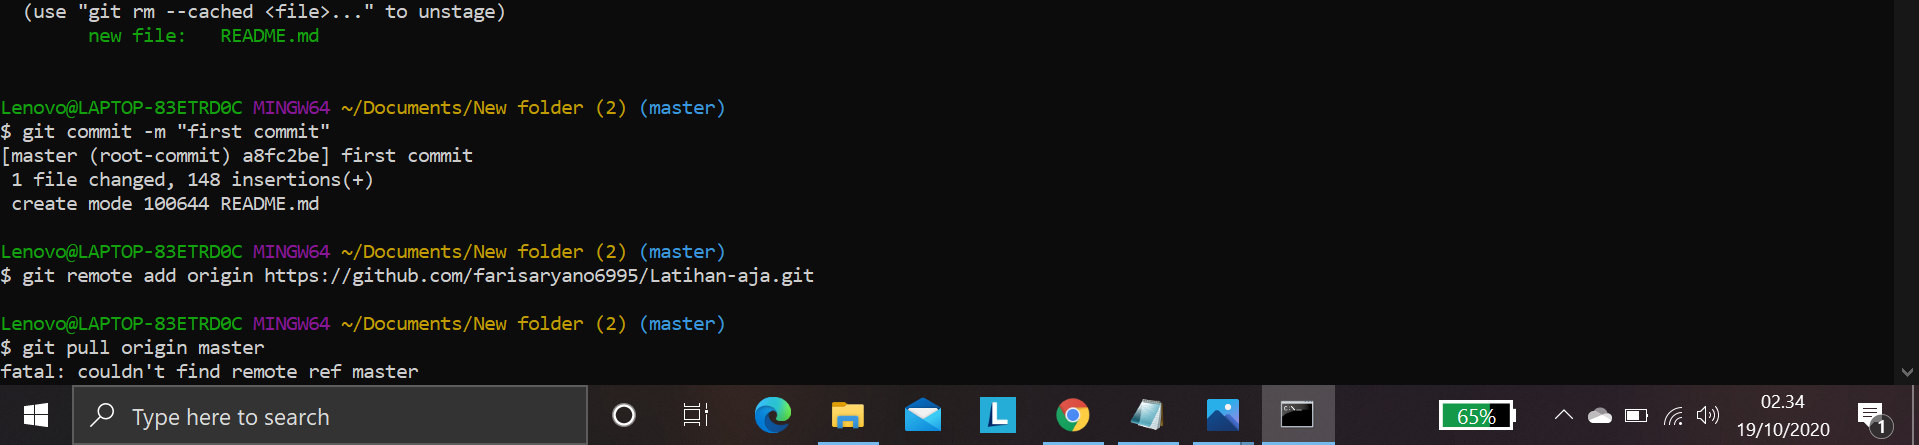 (use "git rm --cached <file>..." to unstage)
new file:   README.md
Lenovo@LAPTOP-83ETRD0C MINGW64 ~/Documents/New folder (2) (master)
$ git commit -m "first commit"
[master (root-commit) a8fc2be] first commit
1 file changed, 148 insertions(+)
create mode 100644 README.md
Lenovo@LAPTOP-83ETRD0C MINGW64 ~/Documents/New folder (2) (master)
$ git remote add origin https://github.com/farisaryano6995/Latihan-aja.git
Lenovo@LAPTOP-83ETRD0C MINGW64 ~/Documents/New folder (2) (master)
$ git pull origin master
fatal: couldn't find remote ref master
Type here to search
L
C:\.
65%
02.34
19/10/2020
1